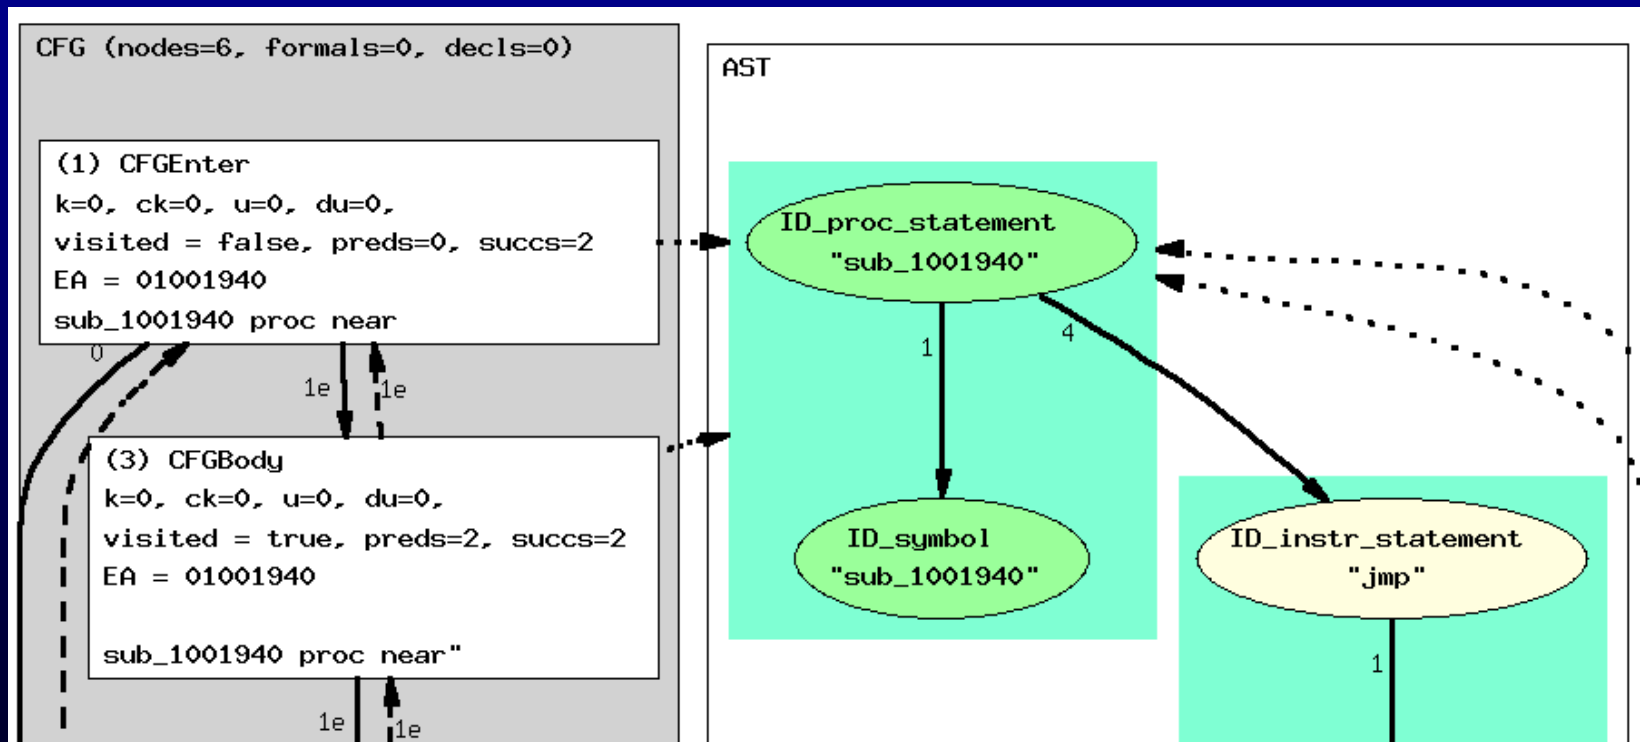 CFG (nodes=6, formals=0, decls=0)
(1) CFGEnter
k=0, ck=0, u=0, du=0,
visited = false, preds=0, succs=2
EA = 01001940
sub_1001940 proc near
0
1e
1e
(3) CFGBody
k=0, ck=0, u=0, du=0,
visited = true, preds=2, succs=2
EA = 01001940
sub_1001940 proc near"
1e
1e
AST
ID_proc_statement
"sub_1001940"
1
4
ID_symbol
"sub_1001940"
ID_instr_statement
"jmp"
1